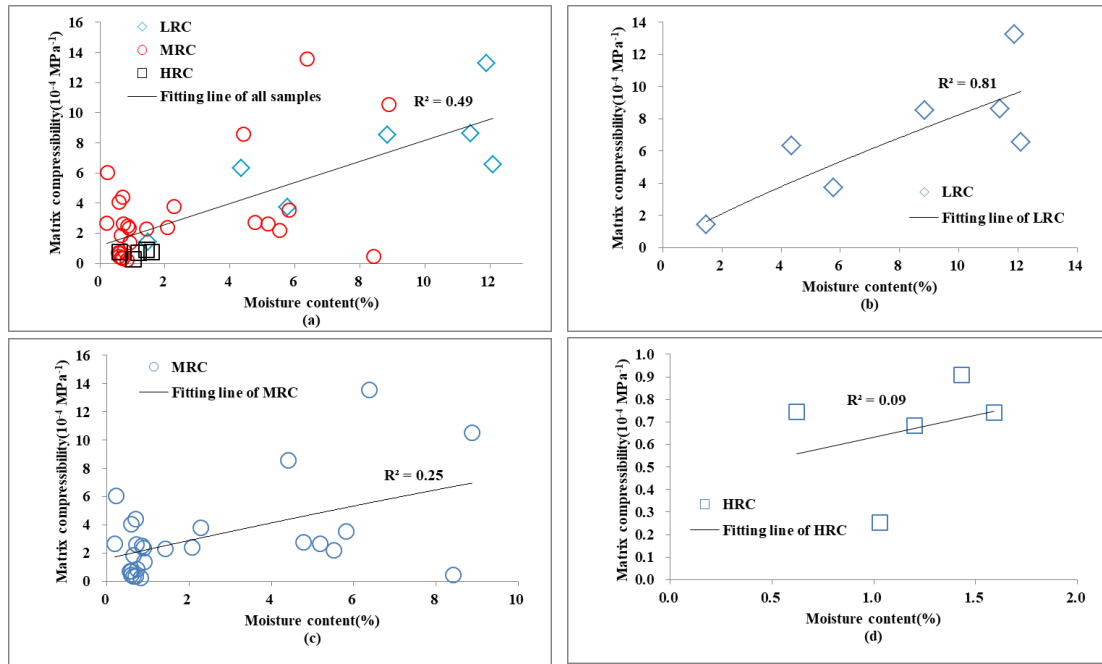 Matrix compressibility(10⁻⁴ MPa⁻¹)
16
14
12
10
8
6
4
2
0
LRC
MRC
HRC
Fitting line of all samples
R² = 0.49
0 2 4 6 8 10 12
Moisture content(%)
(a)
Matrix compressibility(10⁻⁴ MPa⁻¹)
14
12
10
8
6
4
2
0
R² = 0.81
LRC
Fitting line of LRC
0 2 4 6 8 10 12 14
Moisture content(%)
(b)
Matrix compressibility(10⁻⁴ MPa⁻¹)
16
14
12
10
8
6
4
2
0
MRC
Fitting line of MRC
R² = 0.25
0 2 4 6 8 10
Moisture content(%)
(c)
Matrix compressibility(10⁻⁴ MPa⁻¹)
1.0
0.9
0.8
0.7
0.6
0.5
0.4
0.3
0.2
0.1
0.0
R² = 0.09
HRC
Fitting line of HRC
0.0 0.5 1.0 1.5 2.0
Moisture content(%)
(d)